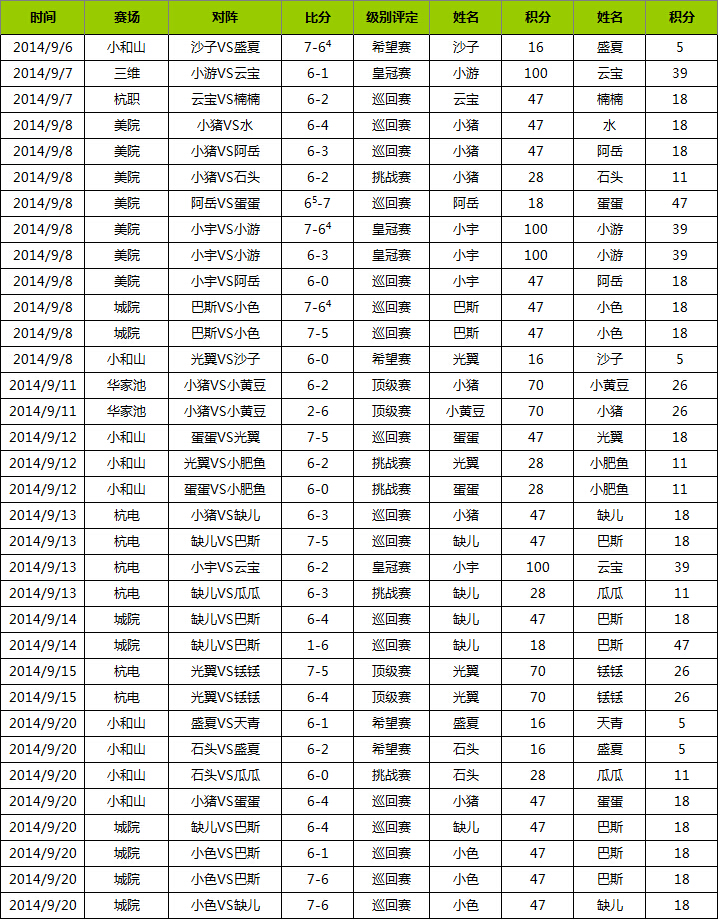 时间 赛场 对阵 比分 级别评定 姓名 积分 姓名 积分
2014/9/6 小和山 沙子VS盛夏 7-6⁴ 希望赛 沙子 16 盛夏 5
2014/9/7 三维 小游VS云宝 6-1 皇冠赛 小游 100 云宝 39
2014/9/7 杭职 云宝VS楠楠 6-2 巡回赛 云宝 47 楠楠 18
2014/9/8 美院 小猪VS水 6-4 巡回赛 小猪 47 水 18
2014/9/8 美院 小猪VS阿岳 6-3 巡回赛 小猪 47 阿岳 18
2014/9/8 美院 小猪VS石头 6-2 挑战赛 小猪 28 石头 11
2014/9/8 美院 阿岳VS蛋蛋 6⁵-7 巡回赛 阿岳 18 蛋蛋 47
2014/9/8 美院 小宇VS小游 7-6⁴ 皇冠赛 小宇 100 小游 39
2014/9/8 美院 小宇VS小游 6-3 皇冠赛 小宇 100 小游 39
2014/9/8 美院 小宇VS阿岳 6-0 巡回赛 小宇 47 阿岳 18
2014/9/8 城院 巴斯VS小色 7-6⁴ 巡回赛 巴斯 47 小色 18
2014/9/8 城院 巴斯VS小色 7-5 巡回赛 巴斯 47 小色 18
2014/9/8 小和山 光翼VS沙子 6-0 希望赛 光翼 16 沙子 5
2014/9/11 华家池 小猪VS小黄豆 6-2 顶级赛 小猪 70 小黄豆 26
2014/9/11 华家池 小猪VS小黄豆 2-6 顶级赛 小黄豆 70 小猪 26
2014/9/12 小和山 蛋蛋VS光翼 7-5 巡回赛 蛋蛋 47 光翼 18
2014/9/12 小和山 光翼VS小肥鱼 6-2 挑战赛 光翼 28 小肥鱼 11
2014/9/12 小和山 蛋蛋VS小肥鱼 6-0 挑战赛 蛋蛋 28 小肥鱼 11
2014/9/13 杭电 小猪VS缺儿 6-3 巡回赛 小猪 47 缺儿 18
2014/9/13 杭电 缺儿VS巴斯 7-5 巡回赛 缺儿 47 巴斯 18
2014/9/13 杭电 小宇VS云宝 6-2 皇冠赛 小宇 100 云宝 39
2014/9/13 杭电 缺儿VS瓜瓜 6-3 挑战赛 缺儿 28 瓜瓜 11
2014/9/14 城院 缺儿VS巴斯 6-4 巡回赛 缺儿 47 巴斯 18
2014/9/14 城院 缺儿VS巴斯 1-6 巡回赛 缺儿 18 巴斯 47
2014/9/15 杭电 光翼VS铥铥 7-5 顶级赛 光翼 70 铥铥 26
2014/9/15 杭电 光翼VS铥铥 6-4 顶级赛 光翼 70 铥铥 26
2014/9/20 小和山 盛夏VS天青 6-1 希望赛 盛夏 16 天青 5
2014/9/20 小和山 石头VS盛夏 6-2 希望赛 石头 16 盛夏 5
2014/9/20 小和山 石头VS瓜瓜 6-0 挑战赛 石头 28 瓜瓜 11
2014/9/20 小和山 小猪VS蛋蛋 6-4 巡回赛 小猪 47 蛋蛋 18
2014/9/20 城院 缺儿VS巴斯 6-4 巡回赛 缺儿 47 巴斯 18
2014/9/20 城院 小色VS巴斯 6-1 巡回赛 小色 47 巴斯 18
2014/9/20 城院 小色VS巴斯 7-6 巡回赛 小色 47 巴斯 18
2014/9/20 城院 小色VS缺儿 7-6 巡回赛 小色 47 缺儿 18